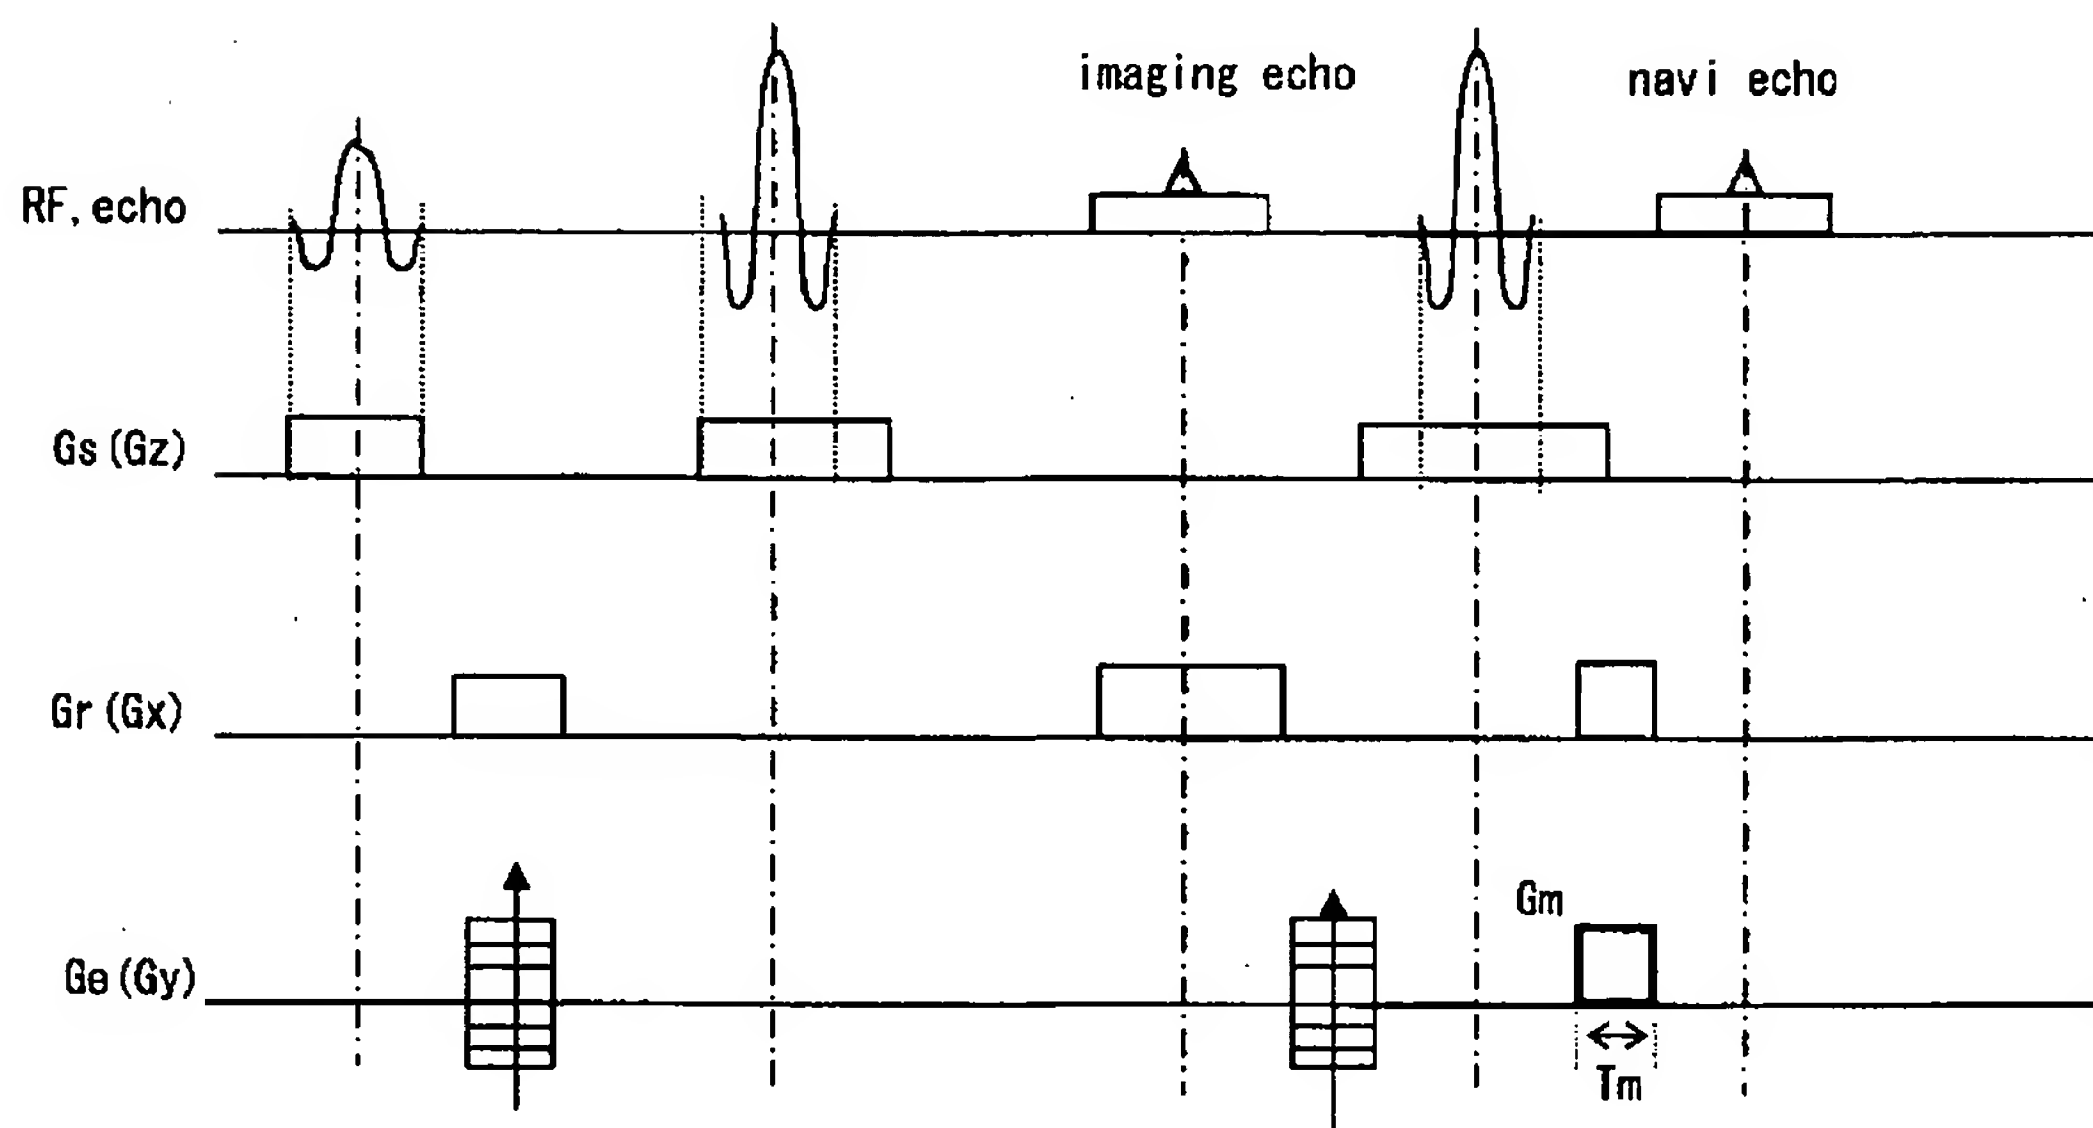 imaging echo
navi echo
RF, echo
Gs(Gz)
Gr(Gx)
Gm
Ge(Gy)
Tm